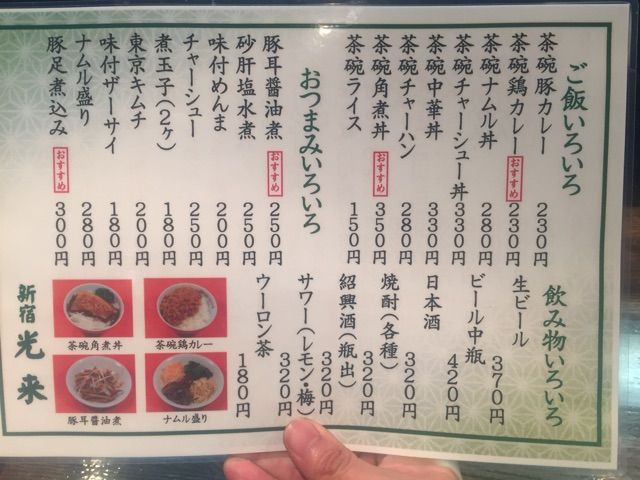 ご飯いろいろ
茶碗豚カレー 230円
茶碗鶏カレー おすすめ 230円
茶碗ナムル丼 280円
茶碗チャーシュー丼 330円
茶碗中華丼 330円
茶碗チャーハン 280円
茶碗角煮丼 おすすめ 350円
茶碗ライス 150円
おつまみいろいろ
豚耳醬油煮 おすすめ 250円
砂肝塩水煮 250円
味付めんま 200円
チャーシュー 250円
煮玉子(2ヶ) 180円
東京キムチ 200円
味付ザーサイ 180円
ナムル盛り 280円
豚足煮込み おすすめ 300円
飲み物いろいろ
生ビール 370円
ビール中瓶 420円
日本酒 320円
焼酎(各種) 320円
紹興酒(瓶出) 320円
サワー(レモン・梅) 320円
ウーロン茶 180円
茶碗角煮丼
茶碗鶏カレー
豚耳醬油煮
ナムル盛り
新宿 光来